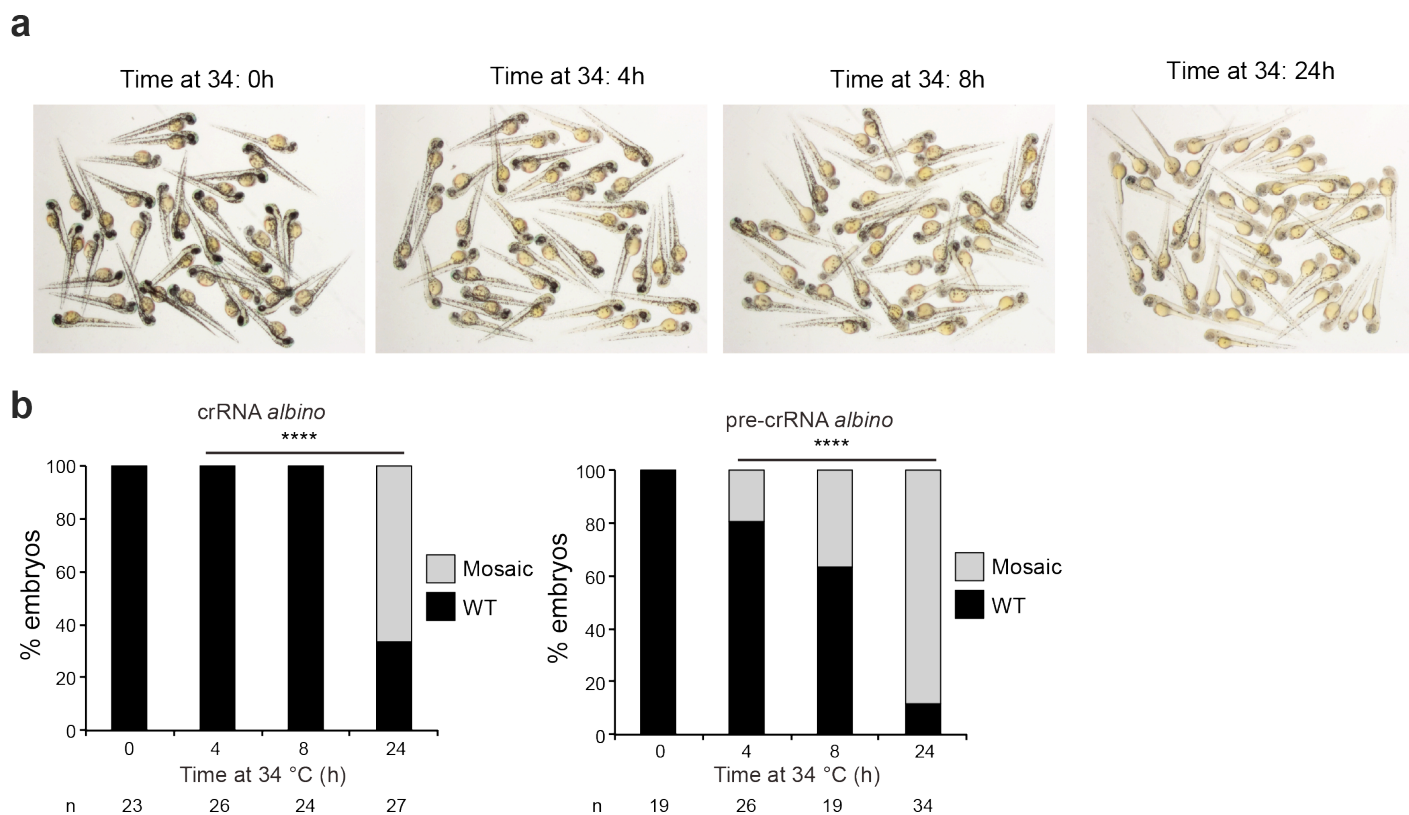 a
Time at 34: 0h
Time at 34: 4h
Time at 34: 8h
Time at 34: 24h
b
crRNA albino
****
% embryos
100
80
60
40
20
0
0 4 8 24
Time at 34 °C (h)
n 23 26 24 27
Mosaic
WT
pre-crRNA albino
****
% embryos
100
80
60
40
20
0
0 4 8 24
Time at 34 °C (h)
n 19 26 19 34
Mosaic
WT